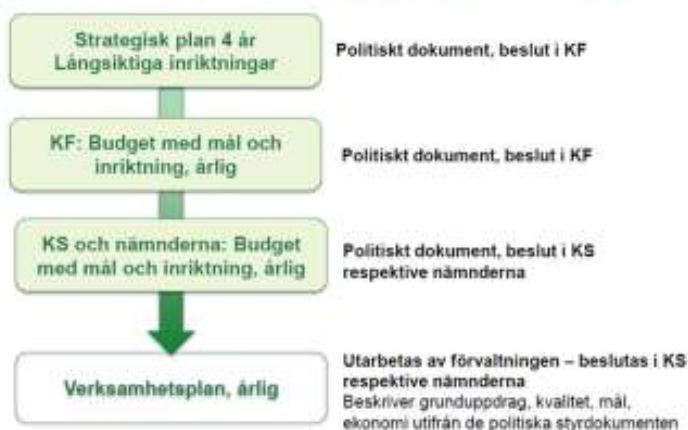 Strategisk plan 4 år
Långsiktiga inriktningar
Politiskt dokument, beslut i KF
KF: Budget med mål och
inriktning, årlig
Politiskt dokument, beslut i KF
KS och nämnderna: Budget
med mål och inriktning, årlig
Politiskt dokument, beslut i KS
respektive nämnderna
Verksamhetsplan, årlig
Utarbetas av förvaltningen – beslutas i KS
respektive nämnderna
Beskriver grunduppdrag, kvalitet, mål,
ekonomi utifrån de politiska styrdokumenten